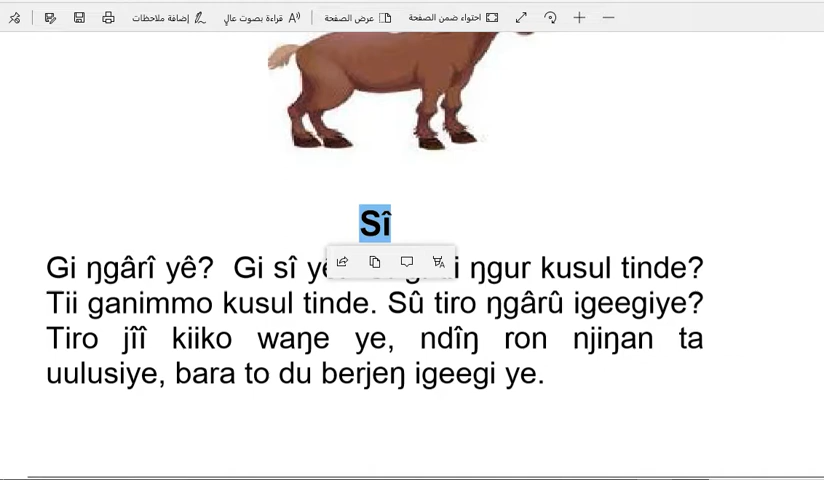 إضافة ملاحظات
قراءة بصوت عالٍ
عرض الصفحة
احتواء ضمن الصفحة
Sî
Gi ŋgârî yê? Gi sî ŋgur kusul tinde?
Tii ganimmo kusul tinde. Sû tiro ŋgârû igeegiye?
Tiro jîî kiiko waŋe ye, ndîŋ ron njiŋan ta
uulusiye, bara to du berjeŋ igeegi ye.